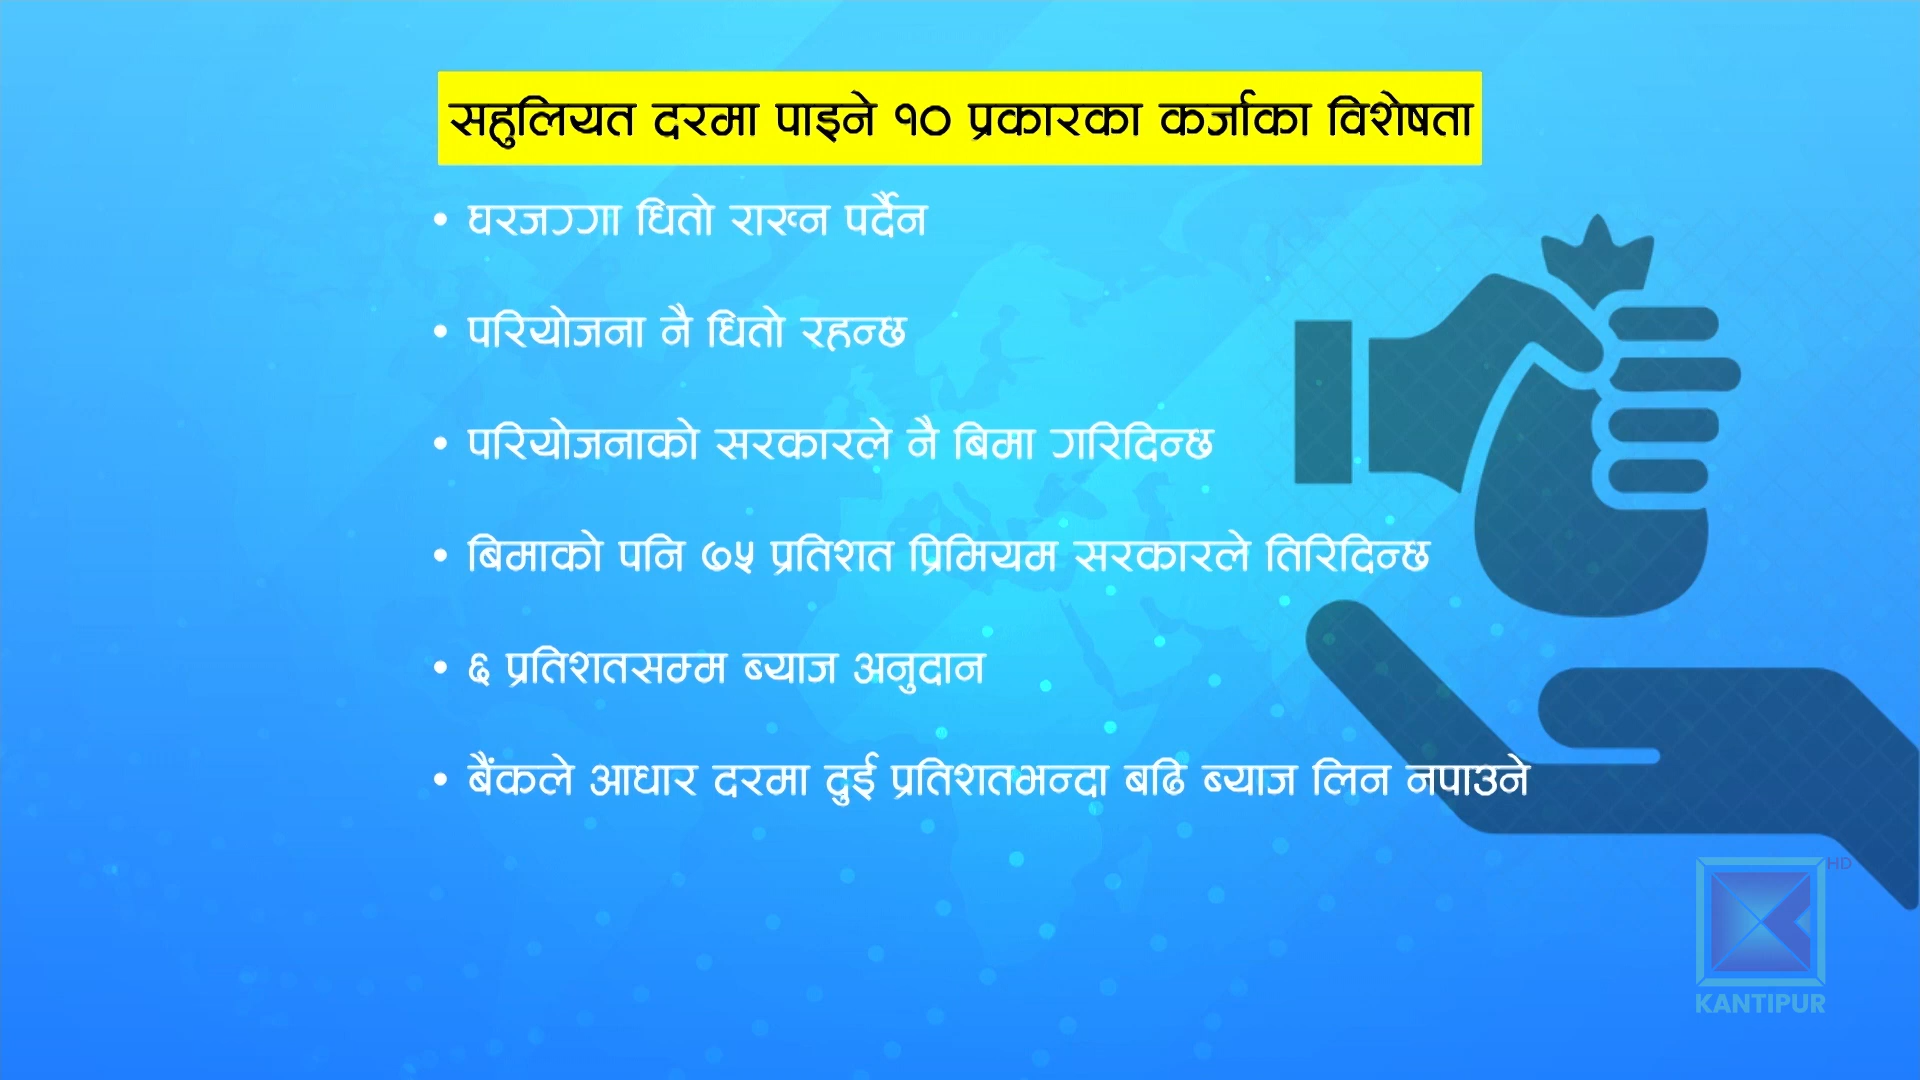 सहुलियत दरमा पाइने १० प्रकारका कर्जाका विशेषता
• घरजग्गा धितो राख्न पर्दैन
• परियोजना नै धितो रहन्छ
• परियोजनाको सरकारले नै बिमा गरिदिन्छ
• बिमाको पनि ७५ प्रतिशत प्रिमियम सरकारले तिरिदिन्छ
• ६ प्रतिशतसम्म ब्याज अनुदान
• बैंकले आधार दरमा दुई प्रतिशतभन्दा बढि ब्याज लिन नपाउने
HD
KANTIPUR